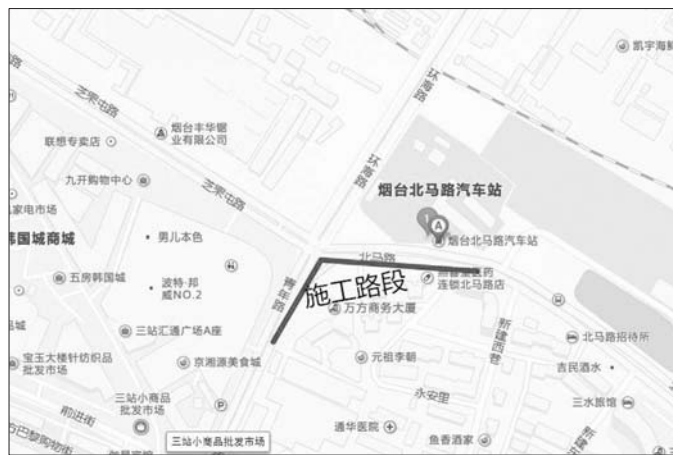 凯宇海鲜
环海路
芝罘屯路
烟台丰华锯
业有限公司
联想专卖店
环海路
九开购物中心
芝罘屯路
烟台北马路汽车站
家电市场
韩国城商城
男儿本色
1
A
烟台北马路汽车站
北马路
五房韩国城
波特·邦
威NO.2
青年路
施工路段
医药
连锁北马路店
万方商务大厦
三站汇通广场A座
新建西巷
北马路招待所
宝玉大楼针纺织品
批发市场
京湘源美食城
元祖李朝
吉民酒水
三站小商品
批发市场
P
永安里
三水旅馆
前进街
通华医院
鱼香酒家
三站小商品批发市场
巴黎购物街